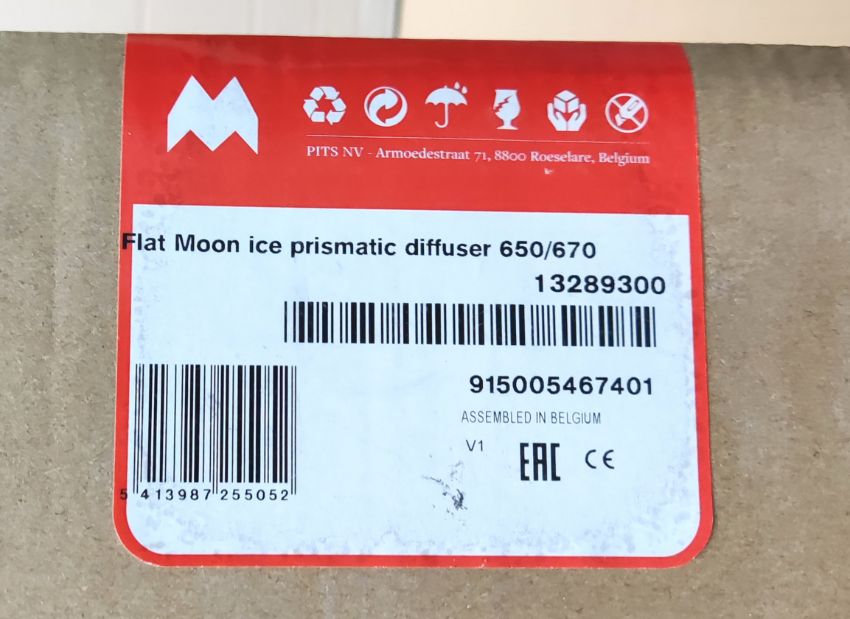 PITS NV - Armoedestraat 71, 8800 Roeselare, Belgium
Flat Moon ice prismatic diffuser 650/670
13289300
915005467401
ASSEMBLED IN BELGIUM
V1 EAC CE
5 413987 255052